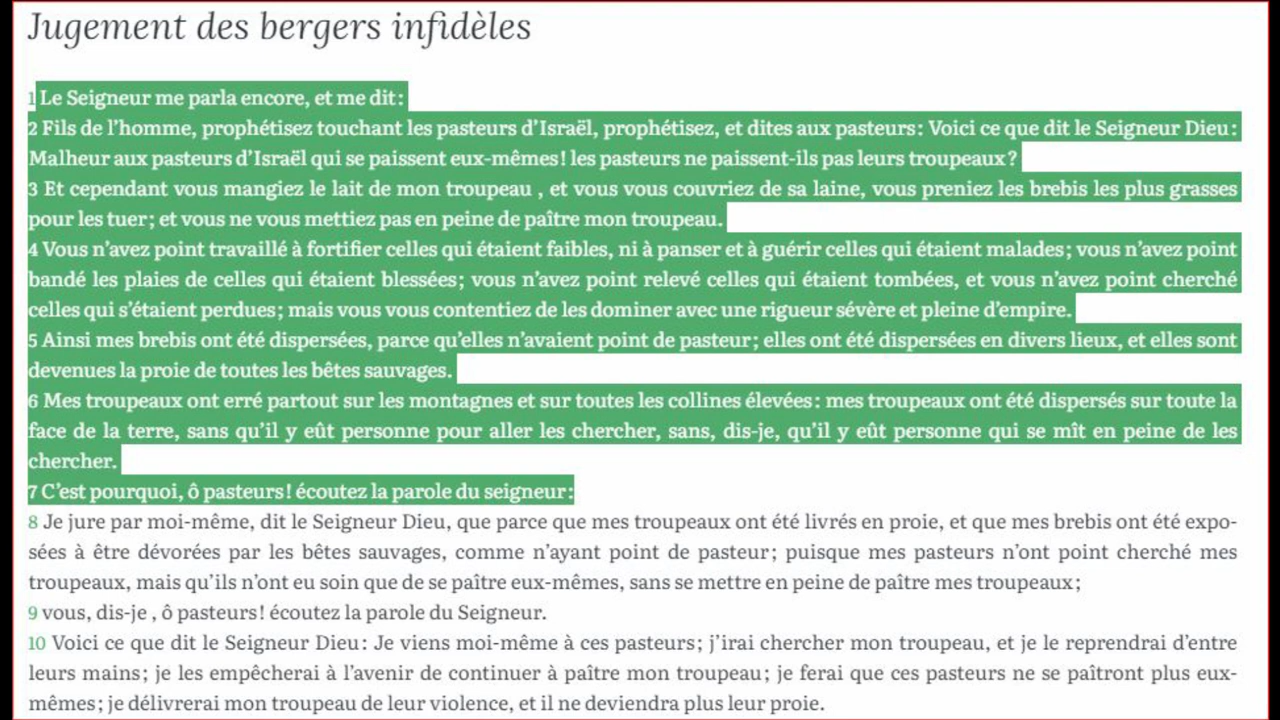 Jugement des bergers infidèles
1 Le Seigneur me parla encore, et me dit :
2 Fils de l’homme, prophétisez touchant les pasteurs d’Israël, prophétisez, et dites aux pasteurs : Voici ce que dit le Seigneur Dieu :
Malheur aux pasteurs d’Israël qui se paissent eux-mêmes ! les pasteurs ne paissent-ils pas leurs troupeaux ?
3 Et cependant vous mangiez le lait de mon troupeau , et vous vous couvriez de sa laine, vous preniez les brebis les plus grasses
pour les tuer ; et vous ne vous mettiez pas en peine de paître mon troupeau.
4 Vous n’avez point travaillé à fortifier celles qui étaient faibles, ni à panser et à guérir celles qui étaient malades ; vous n’avez point
bandé les plaies de celles qui étaient blessées ; vous n’avez point relevé celles qui étaient tombées, et vous n’avez point cherché
celles qui s’étaient perdues ; mais vous vous contentiez de les dominer avec une rigueur sévère et pleine d’empire.
5 Ainsi mes brebis ont été dispersées, parce qu’elles n’avaient point de pasteur ; elles ont été dispersées en divers lieux, et elles sont
devenues la proie de toutes les bêtes sauvages.
6 Mes troupeaux ont erré partout sur les montagnes et sur toutes les collines élevées : mes troupeaux ont été dispersés sur toute la
face de la terre, sans qu’il y eût personne pour aller les chercher, sans, dis-je, qu’il y eût personne qui se mît en peine de les
chercher.
7 C’est pourquoi, ô pasteurs ! écoutez la parole du seigneur :
8 Je jure par moi-même, dit le Seigneur Dieu, que parce que mes troupeaux ont été livrés en proie, et que mes brebis ont été expo-
sées à être dévorées par les bêtes sauvages, comme n’ayant point de pasteur ; puisque mes pasteurs n’ont point cherché mes
troupeaux, mais qu’ils n’ont eu soin que de se paître eux-mêmes, sans se mettre en peine de paître mes troupeaux ;
9 vous, dis-je , ô pasteurs ! écoutez la parole du Seigneur.
10 Voici ce que dit le Seigneur Dieu : Je viens moi-même à ces pasteurs ; j’irai chercher mon troupeau, et je le reprendrai d’entre
leurs mains ; je les empêcherai à l’avenir de continuer à paître mon troupeau ; je ferai que ces pasteurs ne se paîtront plus eux-
mêmes ; je délivrerai mon troupeau de leur violence, et il ne deviendra plus leur proie.